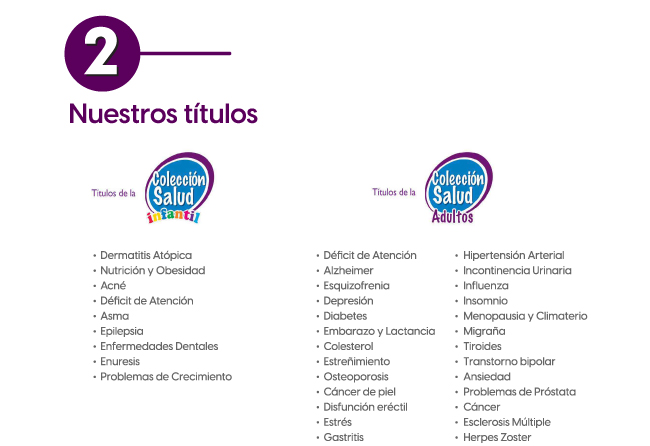 2
Nuestros títulos
Títulos de la
Colección
Salud
infantil
Dermatitis Atópica
Nutrición y Obesidad
Acné
Déficit de Atención
Asma
Epilepsia
Enfermedades Dentales
Enuresis
Problemas de Crecimiento
Títulos de la
Colección
Salud
Adultos
Déficit de Atención
Alzheimer
Esquizofrenia
Depresión
Diabetes
Embarazo y Lactancia
Colesterol
Estreñimiento
Osteoporosis
Cáncer de piel
Disfunción eréctil
Estrés
Gastritis
Hipertensión Arterial
Incontinencia Urinaria
Influenza
Insomnio
Menopausia y Climaterio
Migraña
Tiroides
Transtorno bipolar
Ansiedad
Problemas de Próstata
Cáncer
Esclerosis Múltiple
Herpes Zoster